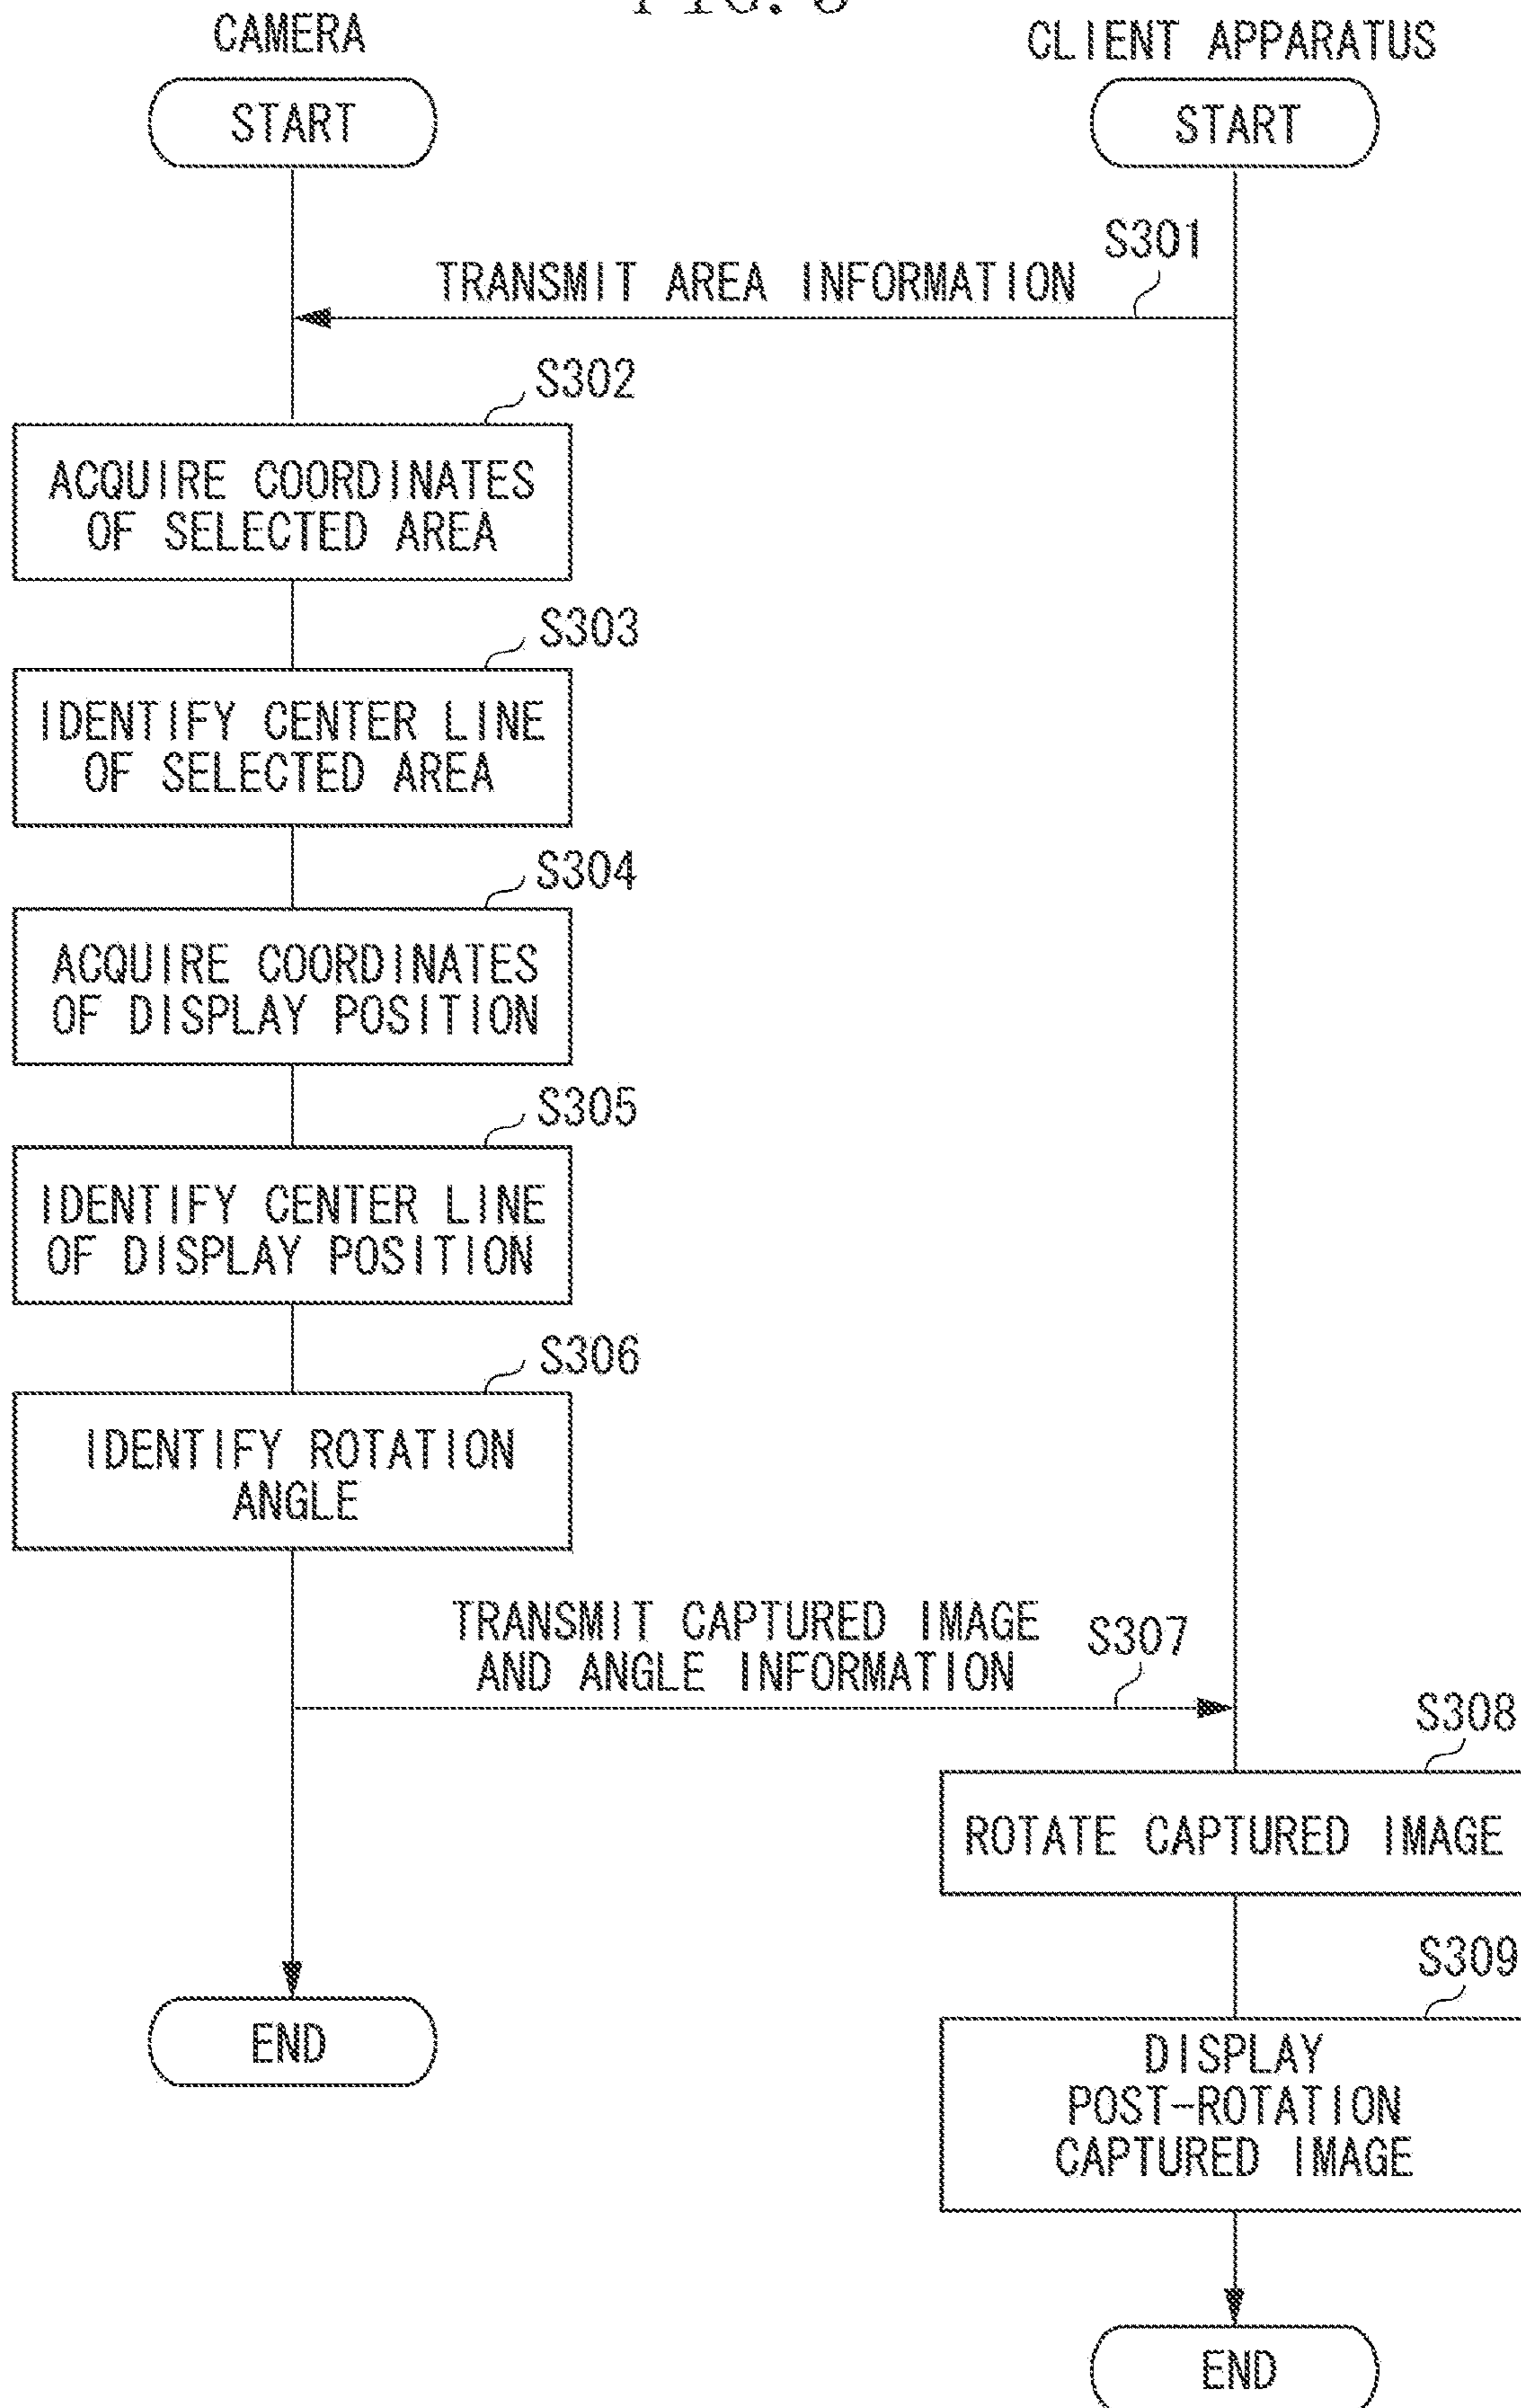 CAMERA
CLIENT APPARATUS
START
START
S301
TRANSMIT AREA INFORMATION
S302
ACQUIRE COORDINATES
OF SELECTED AREA
S303
IDENTIFY CENTER LINE
OF SELECTED AREA
S304
ACQUIRE COORDINATES
OF DISPLAY POSITION
S305
IDENTIFY CENTER LINE
OF DISPLAY POSITION
S306
IDENTIFY ROTATION
ANGLE
TRANSMIT CAPTURED IMAGE
AND ANGLE INFORMATION
S307
S308
ROTATE CAPTURED IMAGE
S309
DISPLAY
POST-ROTATION
CAPTURED IMAGE
END
END